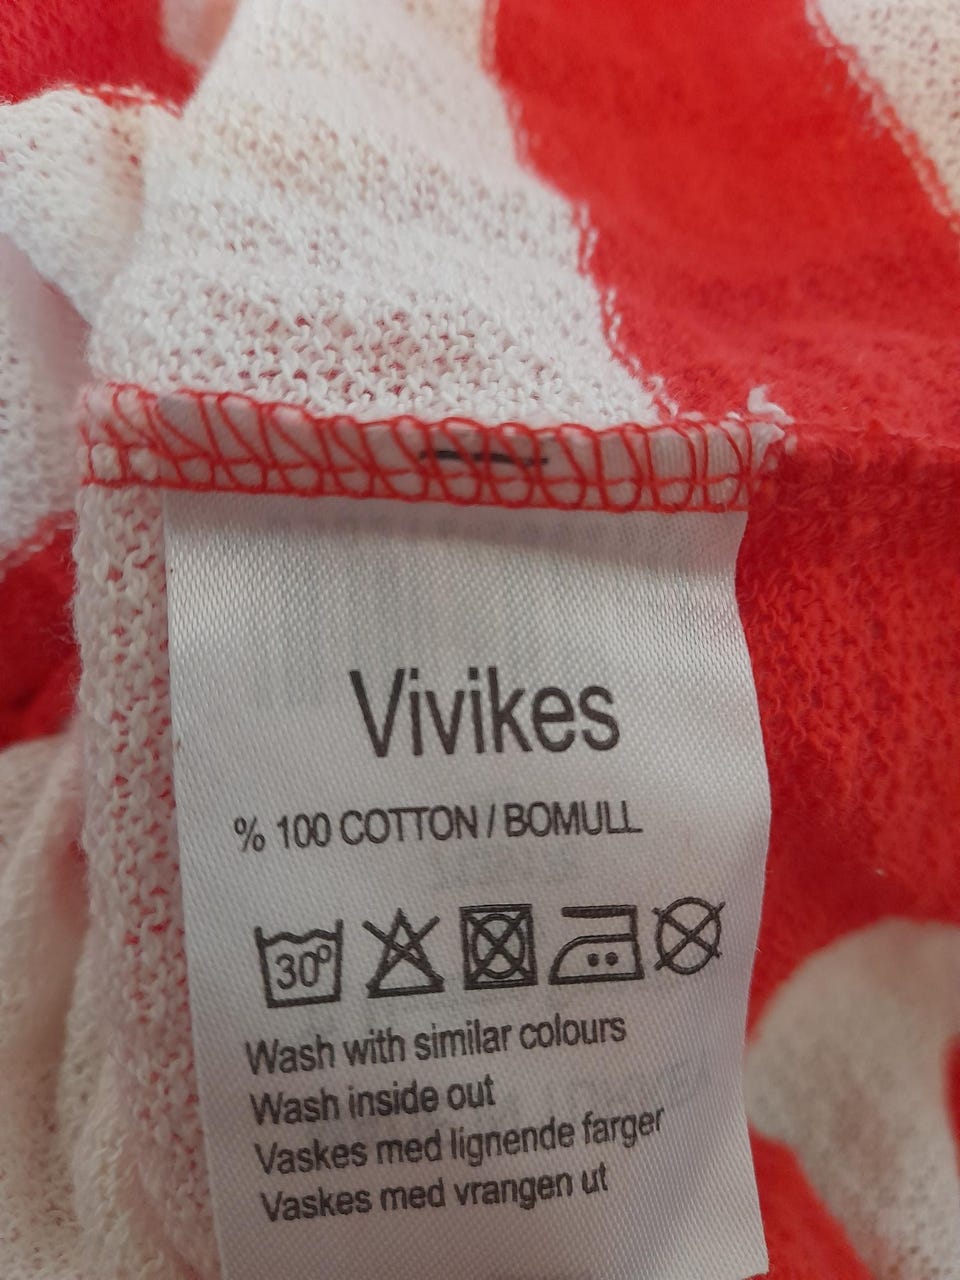 Vivikes
% 100 COTTON / BOMULL
30º
Wash with similar colours
Wash inside out
Vaskes med lignende farger
Vaskes med vrangen ut